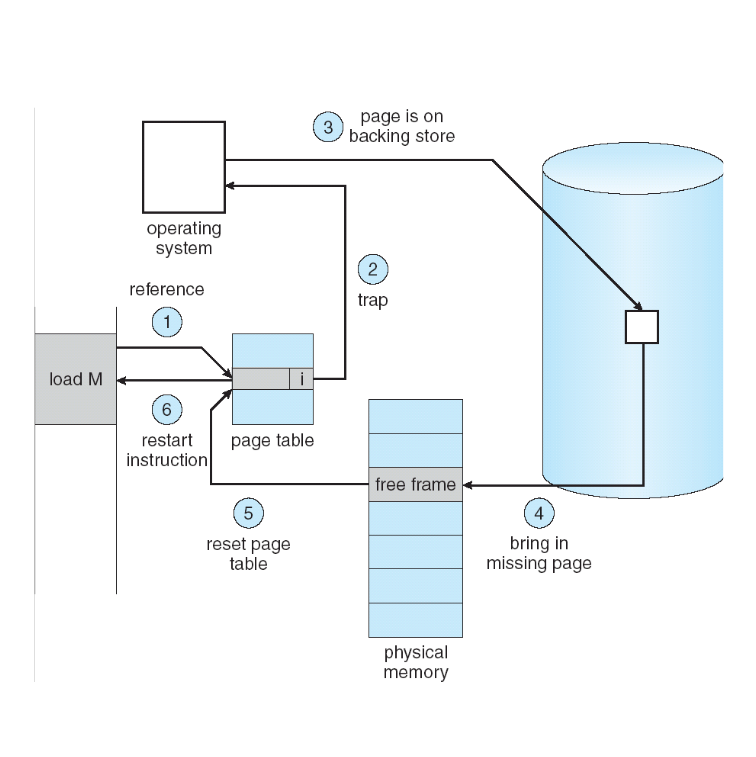 page is on
3
backing store
operating
system
2
trap
reference
1
load M
i
6
restart
instruction
page table
free frame
5
reset page
table
4
bring in
missing page
physical
memory